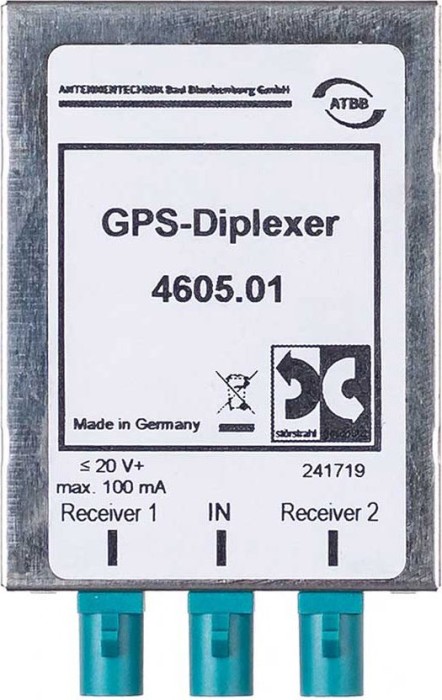 ANTENNENTECHNIK Bad Blankenburg GmbH
ATBB
GPS-Diplexer
4605.01
Made in Germany
störstrahl
≤ 20 V+
241719
max. 100 mA
Receiver 1
IN
Receiver 2